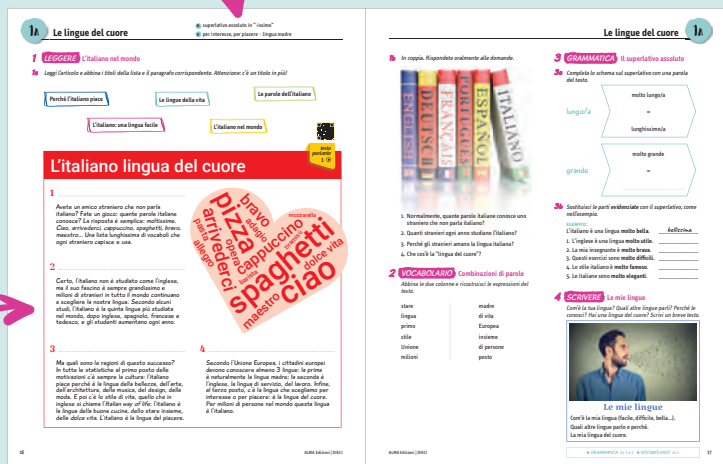 1A
Le lingue del cuore
superlativo assoluto in "-issimo"
per interesse, per piacere - lingua madre
1 LEGGERE L'italiano nel mondo
1a Leggi l'articolo e abbina i titoli della lista e il paragrafo corrispondente. Attenzione: c'è un titolo in più!
Perché l'italiano piace
Le lingue della vita
Le parole dell'italiano
L'italiano: una lingua facile
L'italiano nel mondo
testo
parlante
1
L'italiano lingua del cuore
1
Avete un amico straniero che non parla
italiano? Fate un gioco: quante parole italiane
conosce? La risposta è semplice: moltissime.
Ciao, arrivederci, cappuccino, spaghetti, bravo,
maestro... Una lista lunghissima di vocaboli che
ogni straniero capisce e usa.
2
Certo, l'italiano non è studiato come l'inglese,
ma il suo fascino è sempre grandissimo e
milioni di stranieri in tutto il mondo continuano
a scegliere la nostra lingua. Secondo alcuni
studi, l'italiano è la quinta lingua più studiata
nel mondo, dopo inglese, spagnolo, francese e
tedesco, e gli studenti aumentano ogni anno.
pizza
bravo
mozzarella
adagio
arrivederci
pasta
opera
cappuccino
tiramisù
allegro
barista
spaghetti
dolce vita
maestro
ciao
3
Ma quali sono le ragioni di questo successo?
In tutte le statistiche al primo posto delle
motivazioni c'è sempre la cultura: l'italiano
piace perché è la lingua della bellezza, dell'arte,
dell'architettura, della musica, del design, della
moda. E poi c'è lo stile di vita, quello che in
inglese si chiama l'Italian way of life: l'italiano è
la lingua della buona cucina, dello stare insieme,
della dolce vita. L'italiano è la lingua del piacere.
4
Secondo l'Unione Europea, i cittadini europei
devono conoscere almeno 3 lingue: la prima
è naturalmente la lingua madre; la seconda è
l'inglese, la lingua di servizio, del lavoro. Infine,
al terzo posto, c'è la lingua che scegliamo per
interesse o per piacere: è la lingua del cuore.
Per milioni di persone nel mondo questa lingua
è l'italiano.
16
ALMA Edizioni | DIECI
Le lingue del cuore
1A
1b In coppia. Rispondete oralmente alle domande.
ENGLISH
DEUTSCH
FRANÇAIS
PORTUGUÊS
ESPAÑOL
ITALIANO
1. Normalmente, quante parole italiane conosce uno
straniero che non parla italiano?
2. Quanti stranieri ogni anno studiano l'italiano?
3. Perché gli stranieri amano la lingua italiana?
4. Che cos'è la "lingua del cuore"?
2 VOCABOLARIO Combinazioni di parole
Abbina le due colonne e ricostruisci le espressioni del
testo.
stare madre
lingua di vita
primo Europea
stile insieme
Unione di persone
milioni posto
3 GRAMMATICA Il superlativo assoluto
3a Completa lo schema sul superlativo con una parola
del testo.
lungo/a
molto lungo/a
=
lunghissimo/a
grande
molto grande
=
3b Sostituisci le parti evidenziate con il superlativo, come
nell'esempio.
ESEMPIO:
L'italiano è una lingua molto bella. bellissima
1. L'inglese è una lingua molto utile.
2. La mia insegnante è molto brava.
3. Questi esercizi sono molto difficili.
4. Lo stile italiano è molto famoso.
5. Le italiane sono molto eleganti.
4 SCRIVERE Le mie lingue
Com'è la tua lingua? Quali altre lingue parli? Perché le
conosci? Hai una lingua del cuore? Scrivi un breve testo.
Le mie lingue
Com'è la mia lingua (facile, difficile, bella...).
Quali altre lingue parlo e perché.
La mia lingua del cuore.
ALMA Edizioni | DIECI
GRAMMATICA
VOCABOLARIO
17